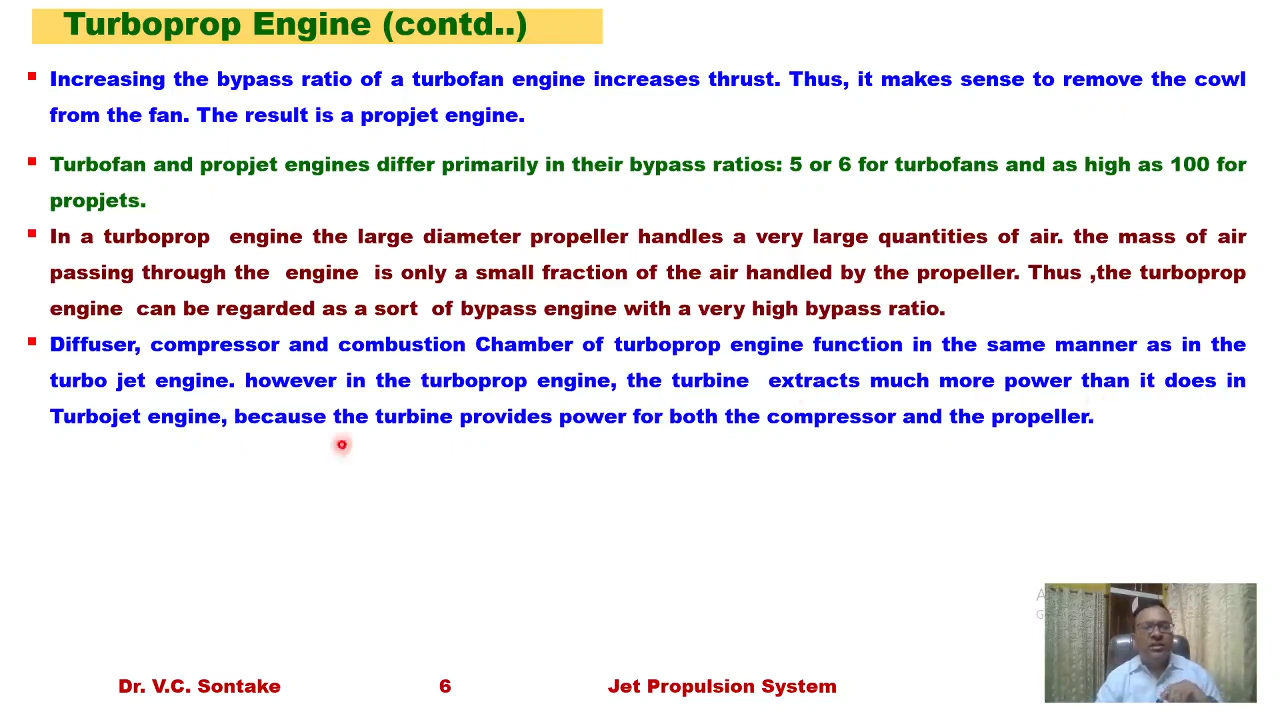 Turboprop Engine (contd..)
Increasing the bypass ratio of a turbofan engine increases thrust. Thus, it makes sense to remove the cowl
from the fan. The result is a propjet engine.
Turbofan and propjet engines differ primarily in their bypass ratios: 5 or 6 for turbofans and as high as 100 for
propjets.
In a turboprop engine the large diameter propeller handles a very large quantities of air. the mass of air
passing through the engine is only a small fraction of the air handled by the propeller. Thus ,the turboprop
engine can be regarded as a sort of bypass engine with a very high bypass ratio.
Diffuser, compressor and combustion Chamber of turboprop engine function in the same manner as in the
turbo jet engine. however in the turboprop engine, the turbine extracts much more power than it does in
Turbojet engine, because the turbine provides power for both the compressor and the propeller.
Dr. V.C. Sontake 6 Jet Propulsion System